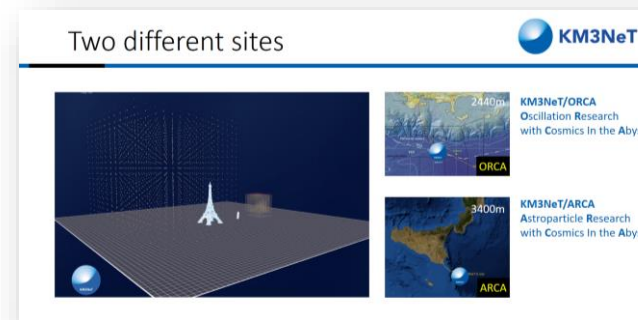 Two different sites
KM3NeT
2440m
ORCA
KM3NeT/ORCA
Oscillation Research
with Cosmics In the Aby
3400m
ARCA
KM3NeT/ARCA
Astroparticle Research
with Cosmics In the Aby